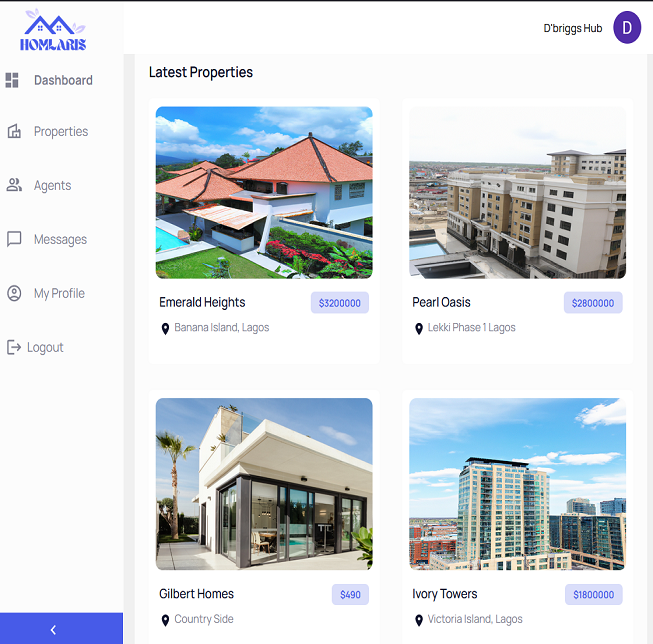 HOMLARIS
D'briggs Hub
D
Dashboard
Properties
Agents
Messages
My Profile
Logout
Latest Properties
Emerald Heights
$3200000
Banana Island, Lagos
Pearl Oasis
$2800000
Lekki Phase 1 Lagos
Gilbert Homes
$490
Country Side
Ivory Towers
$1800000
Victoria Island, Lagos